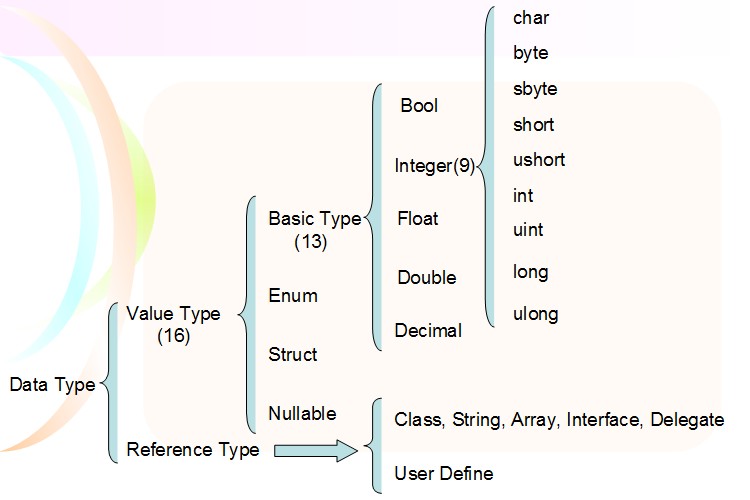 Data Type
Value Type
(16)
Reference Type
Basic Type
(13)
Enum
Struct
Nullable
Bool
Integer(9)
Float
Double
Decimal
char
byte
sbyte
short
ushort
int
uint
long
ulong
Class, String, Array, Interface, Delegate
User Define